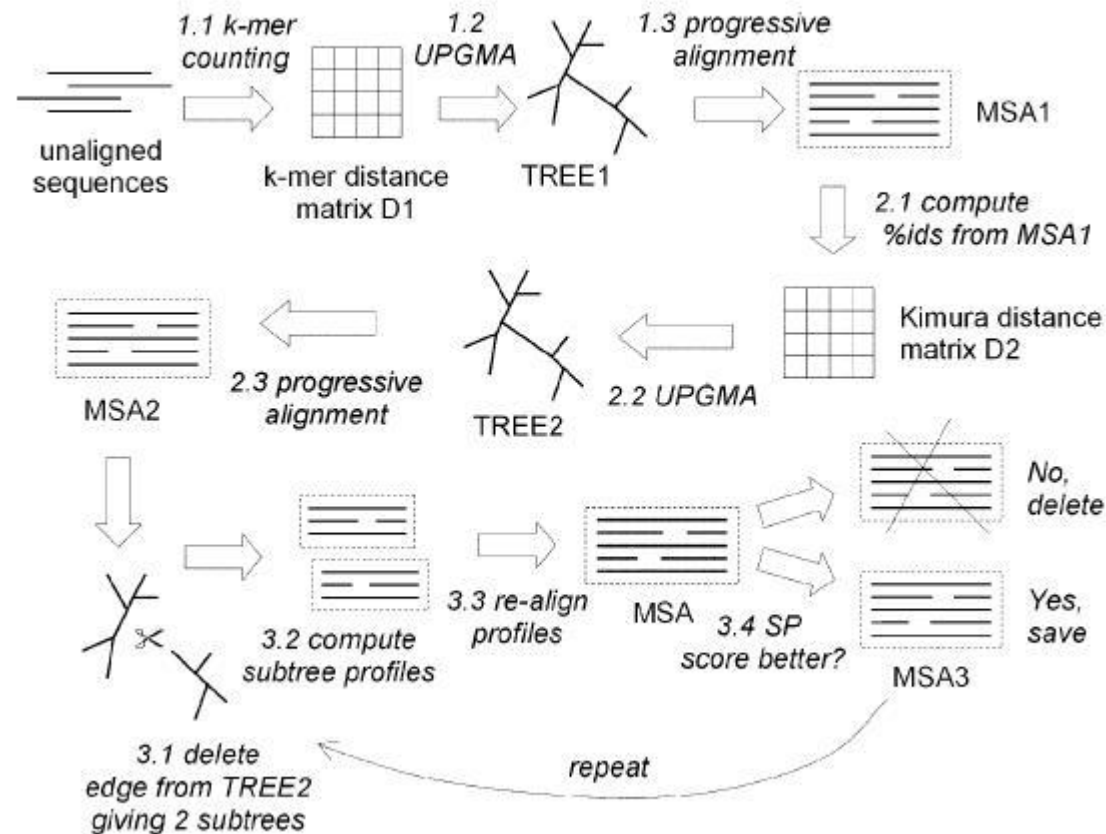 1.1 k-mer
counting
1.2
UPGMA
1.3 progressive
alignment
unaligned
sequences
k-mer distance
matrix D1
TREE1
MSA1
2.1 compute
%ids from MSA1
Kimura distance
matrix D2
2.2 UPGMA
TREE2
2.3 progressive
alignment
MSA2
3.1 delete
edge from TREE2
giving 2 subtrees
3.2 compute
subtree profiles
3.3 re-align
profiles
MSA
3.4 SP
score better?
No,
delete
Yes,
save
MSA3
repeat